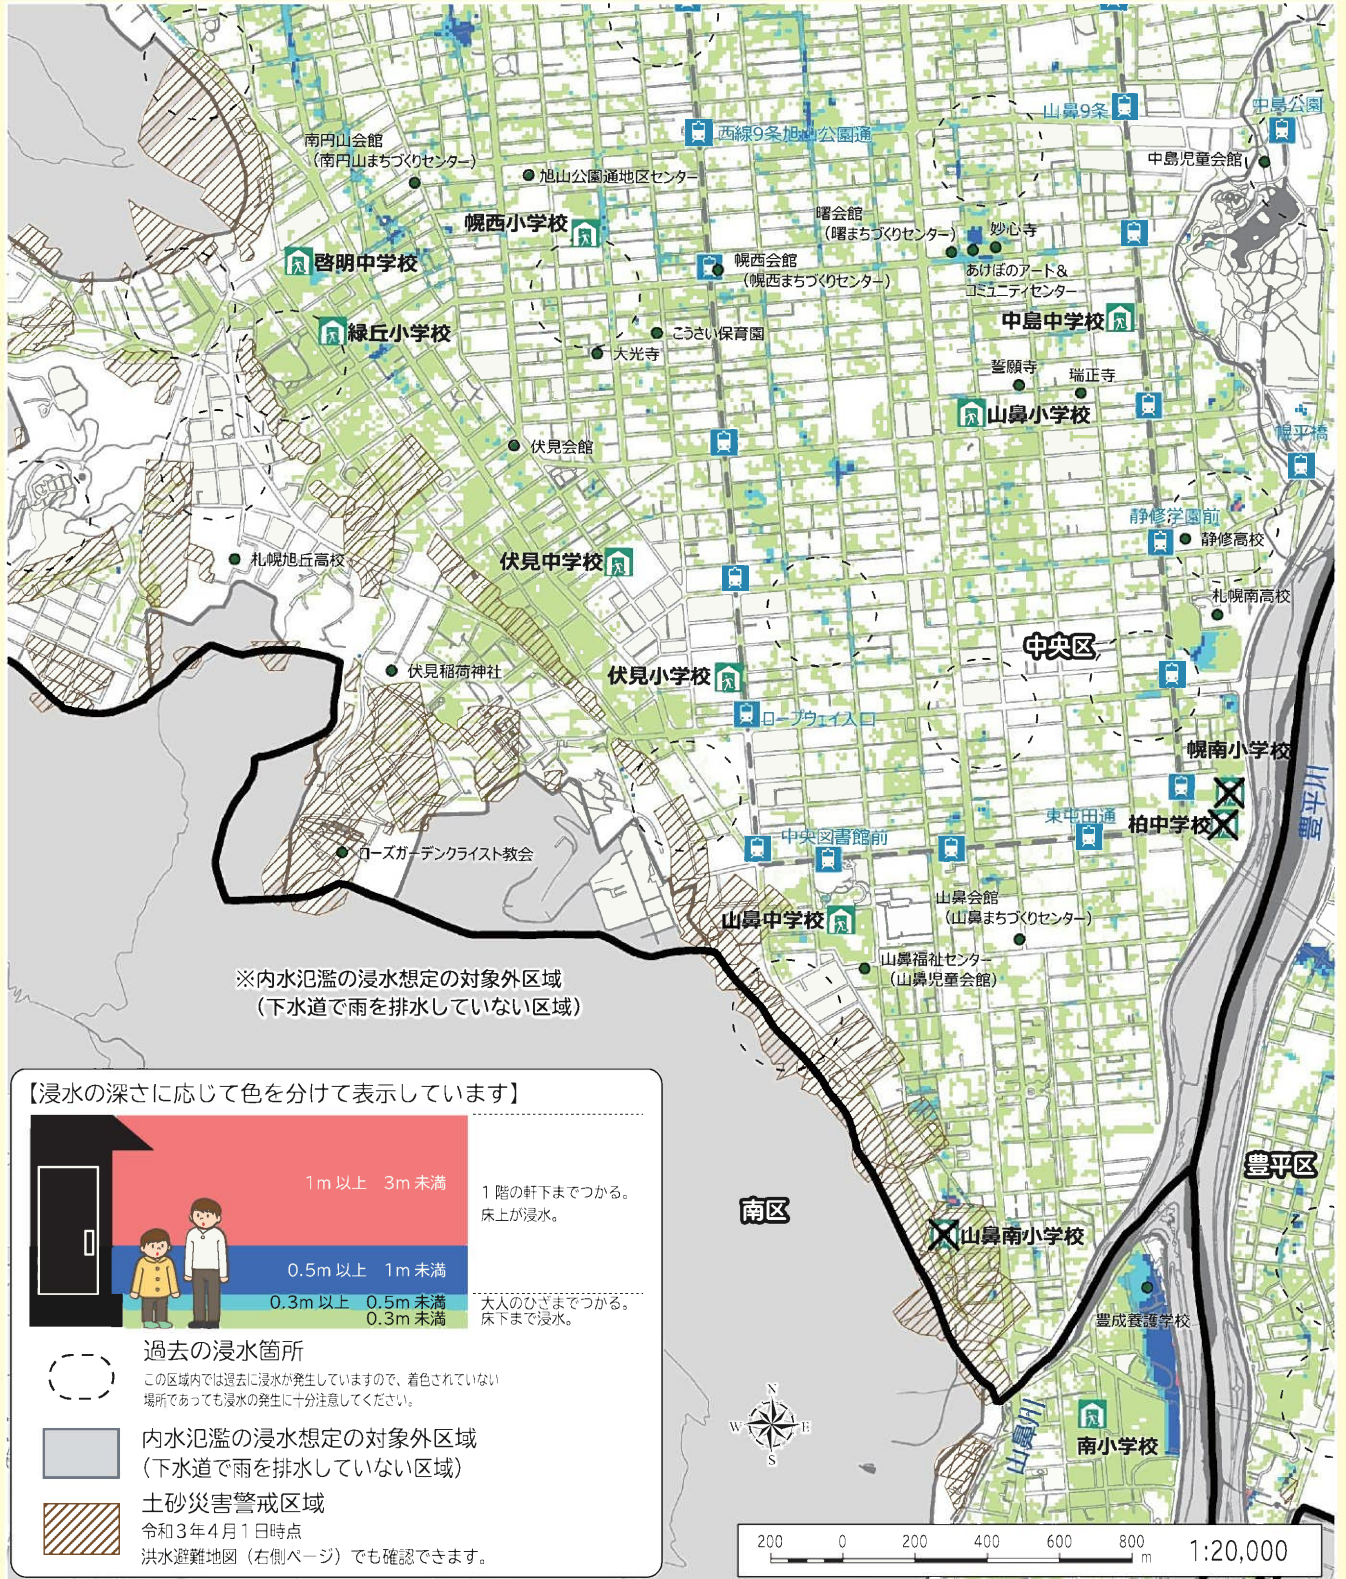 山鼻9条
中島公園
西線9条旭山公園通
南円山会館
（南円山まちづくりセンター）
旭山公園通地区センター
中島児童会館
幌西小学校
曙会館
（曙まちづくりセンター）
妙心寺
啓明中学校
幌西会館
（幌西まちづくりセンター）
あけぼのアート＆
コミュニティセンター
緑丘小学校
こうさい保育園
大光寺
中島中学校
誓願寺
瑞正寺
山鼻小学校
幌平橋
伏見会館
静修学園前
静修高校
札幌旭丘高校
伏見中学校
札幌南高校
中央区
伏見稲荷神社
伏見小学校
ロープウェイ入口
幌南小学校
豊平川
東屯田通
柏中学校
中央図書館前
ローズガーデンクライスト教会
山鼻会館
（山鼻まちづくりセンター）
山鼻中学校
山鼻福祉センター
（山鼻児童会館）
※内水氾濫の浸水想定の対象外区域
（下水道で雨を排水していない区域）
豊平区
南区
山鼻南小学校
豊成養護学校
山鼻川
南小学校
【浸水の深さに応じて色を分けて表示しています】
1m 以上　3m 未満
1 階の軒下までつかる。
床上が浸水。
0.5m 以上　1m 未満
0.3m 以上　0.5m 未満
大人のひざまでつかる。
0.3m 未満
床下まで浸水。
過去の浸水箇所
この区域内では過去に浸水が発生していますので、着色されていない
場所であっても浸水の発生に十分注意してください。
内水氾濫の浸水想定の対象外区域
（下水道で雨を排水していない区域）
土砂災害警戒区域
令和３年４月１日時点
洪水避難地図（右側ページ）でも確認できます。
N
W E
S
200 0 200 400 600 800
m
1:20,000